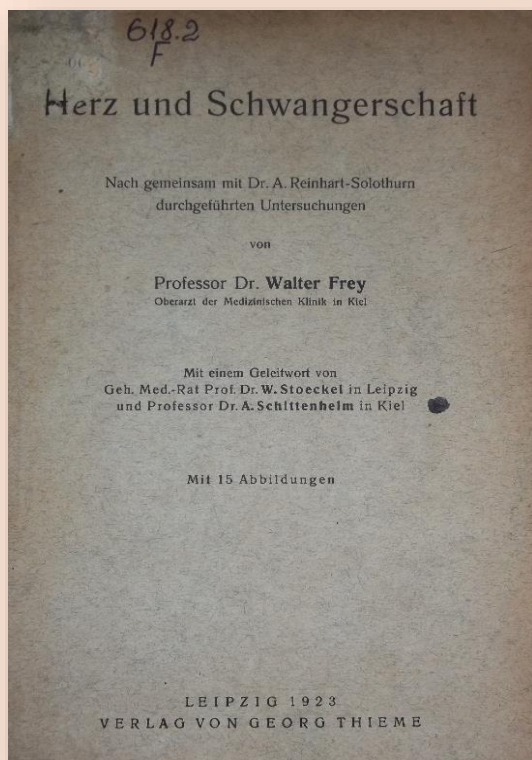 618.2
F
Herz und Schwangerschaft
Nach gemeinsam mit Dr. A. Reinhart-Solothurn
durchgeführten Untersuchungen
von
Professor Dr. Walter Frey
Oberarzt der Medizinischen Klinik in Kiel
Mit einem Geleitwort von
Geh. Med.-Rat Prof. Dr. W. Stoeckel in Leipzig
und Professor Dr. A. Schittenhelm in Kiel
Mit 15 Abbildungen
LEIPZIG 1923
VERLAG VON GEORG THIEME